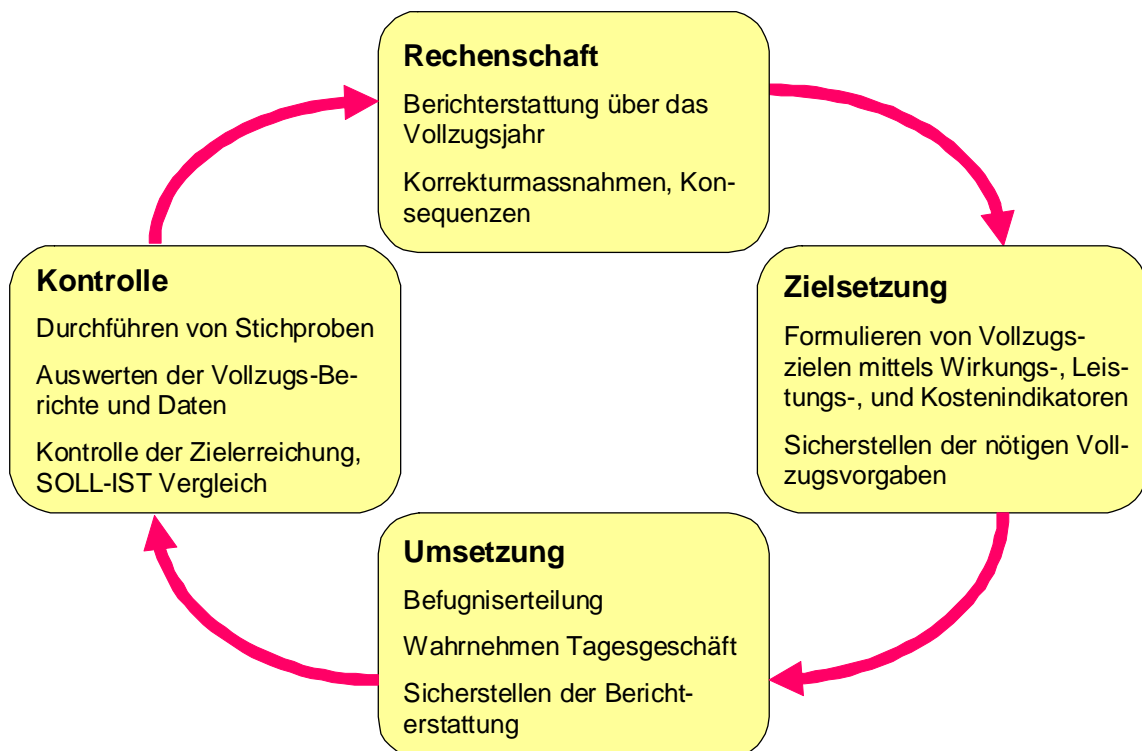 Rechenschaft
Berichterstattung über das
Vollzugsjahr
Korrekturmassnahmen, Kon-
sequenzen
Kontrolle
Durchführen von Stichproben
Auswerten der Vollzugs-Be-
richte und Daten
Kontrolle der Zielerreichung,
SOLL-IST Vergleich
Zielsetzung
Formulieren von Vollzugs-
zielen mittels Wirkungs-, Leis-
tungs-, und Kostenindikatoren
Sicherstellen der nötigen Voll-
zugsvorgaben
Umsetzung
Befugniserteilung
Wahrnehmen Tagesgeschäft
Sicherstellen der Bericht-
erstattung